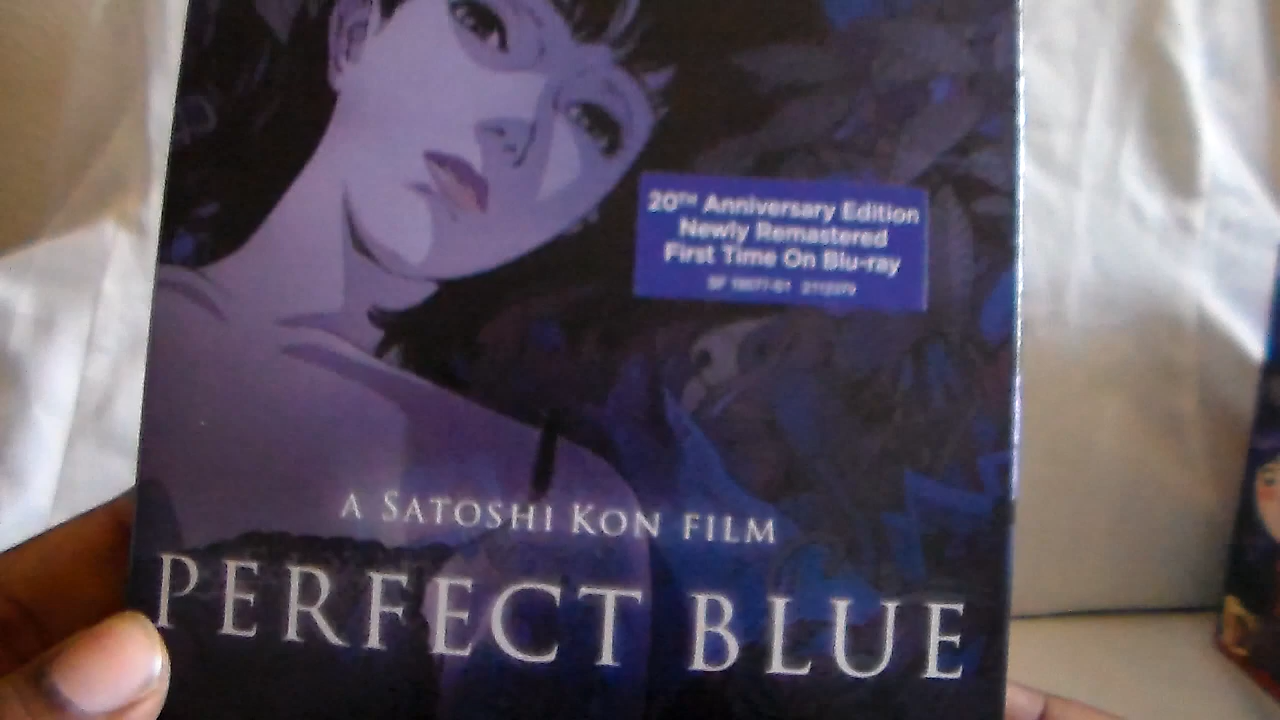 20TH Anniversary Edition
Newly Remastered
First Time On Blu-ray
A SATOSHI KON FILM
PERFECT BLUE